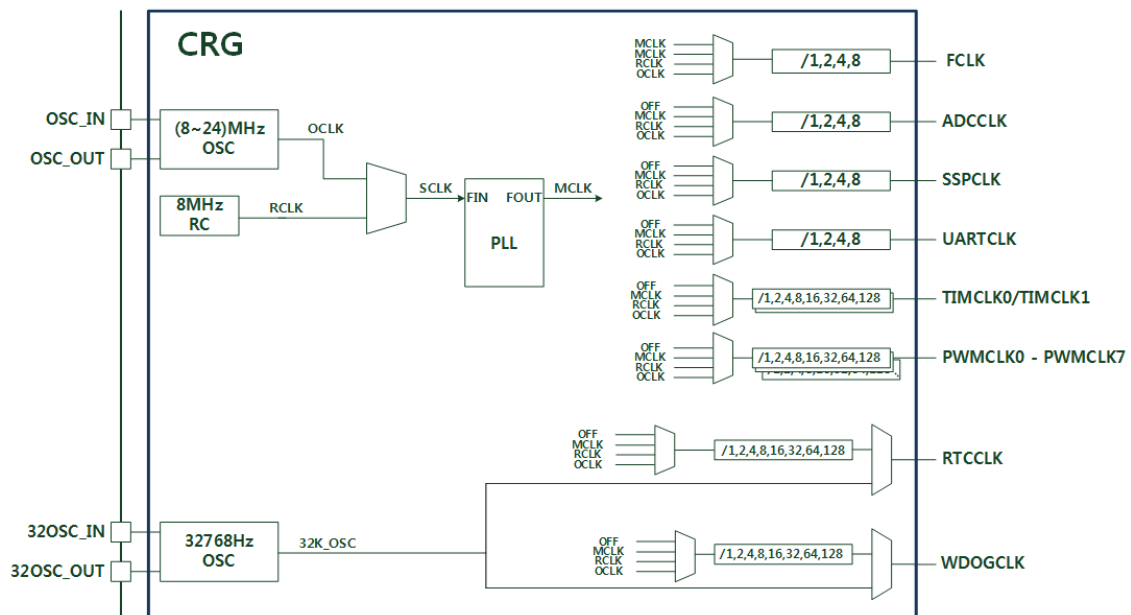 CRG
OSC_IN
OSC_OUT
(8~24)MHz
OSC
OCLK
8MHz
RC
RCLK
SCLK
FIN FOUT
PLL
MCLK
MCLK
MCLK
RCLK
OCLK
/1,2,4,8
FCLK
OFF
MCLK
RCLK
OCLK
/1,2,4,8
ADCCLK
OFF
MCLK
RCLK
OCLK
/1,2,4,8
SSPCLK
OFF
MCLK
RCLK
OCLK
/1,2,4,8
UARTCLK
OFF
MCLK
RCLK
OCLK
/1,2,4,8,16,32,64,128
TIMCLK0/TIMCLK1
OFF
MCLK
RCLK
OCLK
/1,2,4,8,16,32,64,128
PWMCLK0 - PWMCLK7
OFF
MCLK
RCLK
OCLK
/1,2,4,8,16,32,64,128
RTCCLK
32OSC_IN
32OSC_OUT
32768Hz
OSC
32K_OSC
OFF
MCLK
RCLK
OCLK
/1,2,4,8,16,32,64,128
WDOGCLK